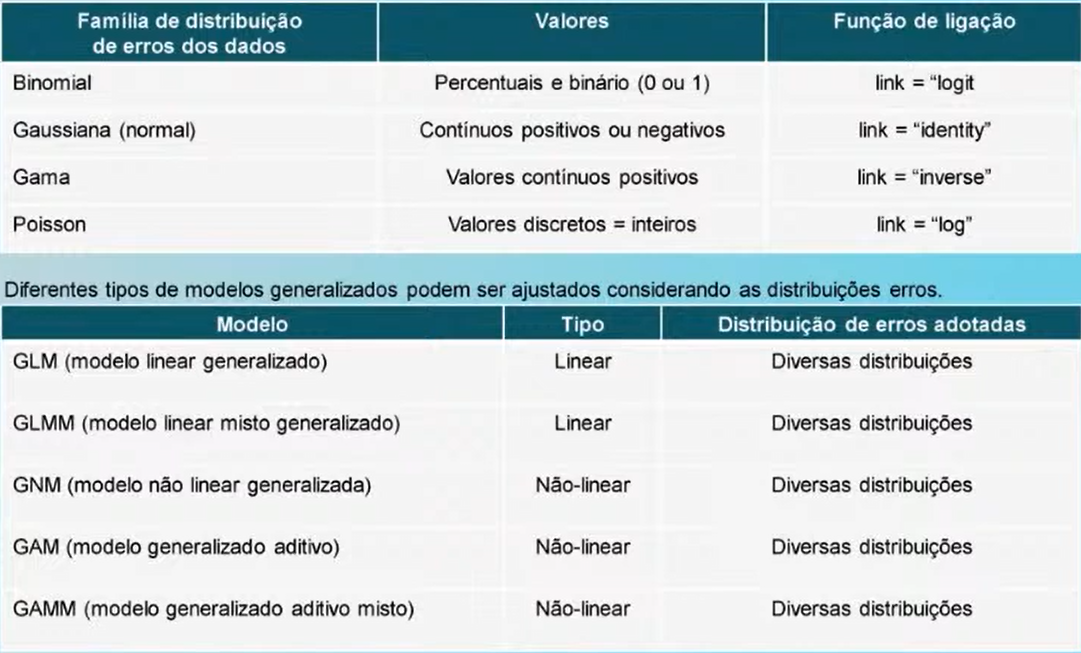 Família de distribuição de erros dos dados Valores Função de ligação
Binomial Percentuais e binário (0 ou 1) link = “logit
Gaussiana (normal) Contínuos positivos ou negativos link = “identity”
Gama Valores contínuos positivos link = “inverse”
Poisson Valores discretos = inteiros link = “log”
Diferentes tipos de modelos generalizados podem ser ajustados considerando as distribuições erros.
Modelo Tipo Distribuição de erros adotadas
GLM (modelo linear generalizado) Linear Diversas distribuições
GLMM (modelo linear misto generalizado) Linear Diversas distribuições
GNM (modelo não linear generalizada) Não-linear Diversas distribuições
GAM (modelo generalizado aditivo) Não-linear Diversas distribuições
GAMM (modelo generalizado aditivo misto) Não-linear Diversas distribuições